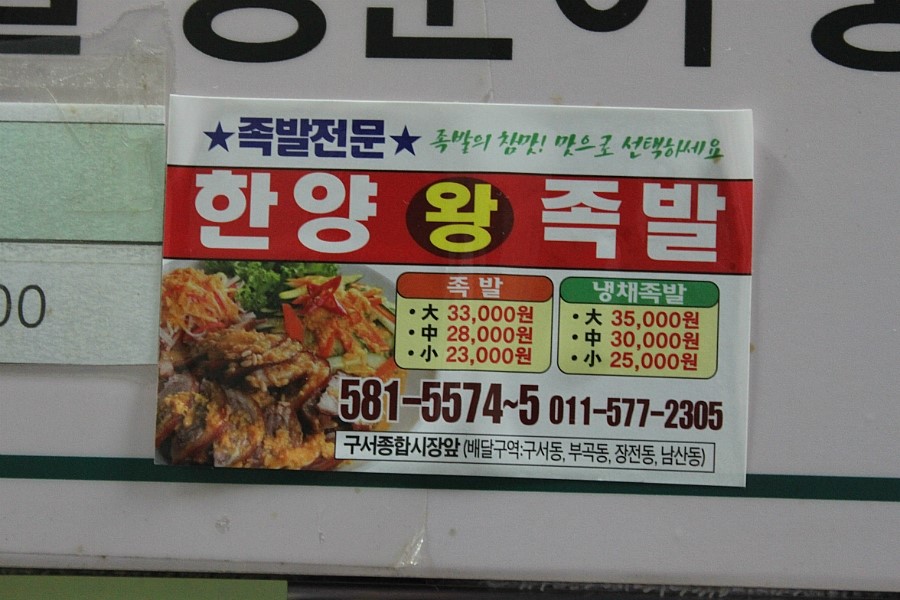 ★족발전문★ 족발의 참맛! 맛으로 선택하세요
한양 왕 족발
족발
·大 33,000원
·中 28,000원
·小 23,000원
냉채족발
·大 35,000원
·中 30,000원
·小 25,000원
581-5574~5 011-577-2305
구서종합시장앞 (배달구역:구서동, 부곡동, 장전동, 남산동)
00